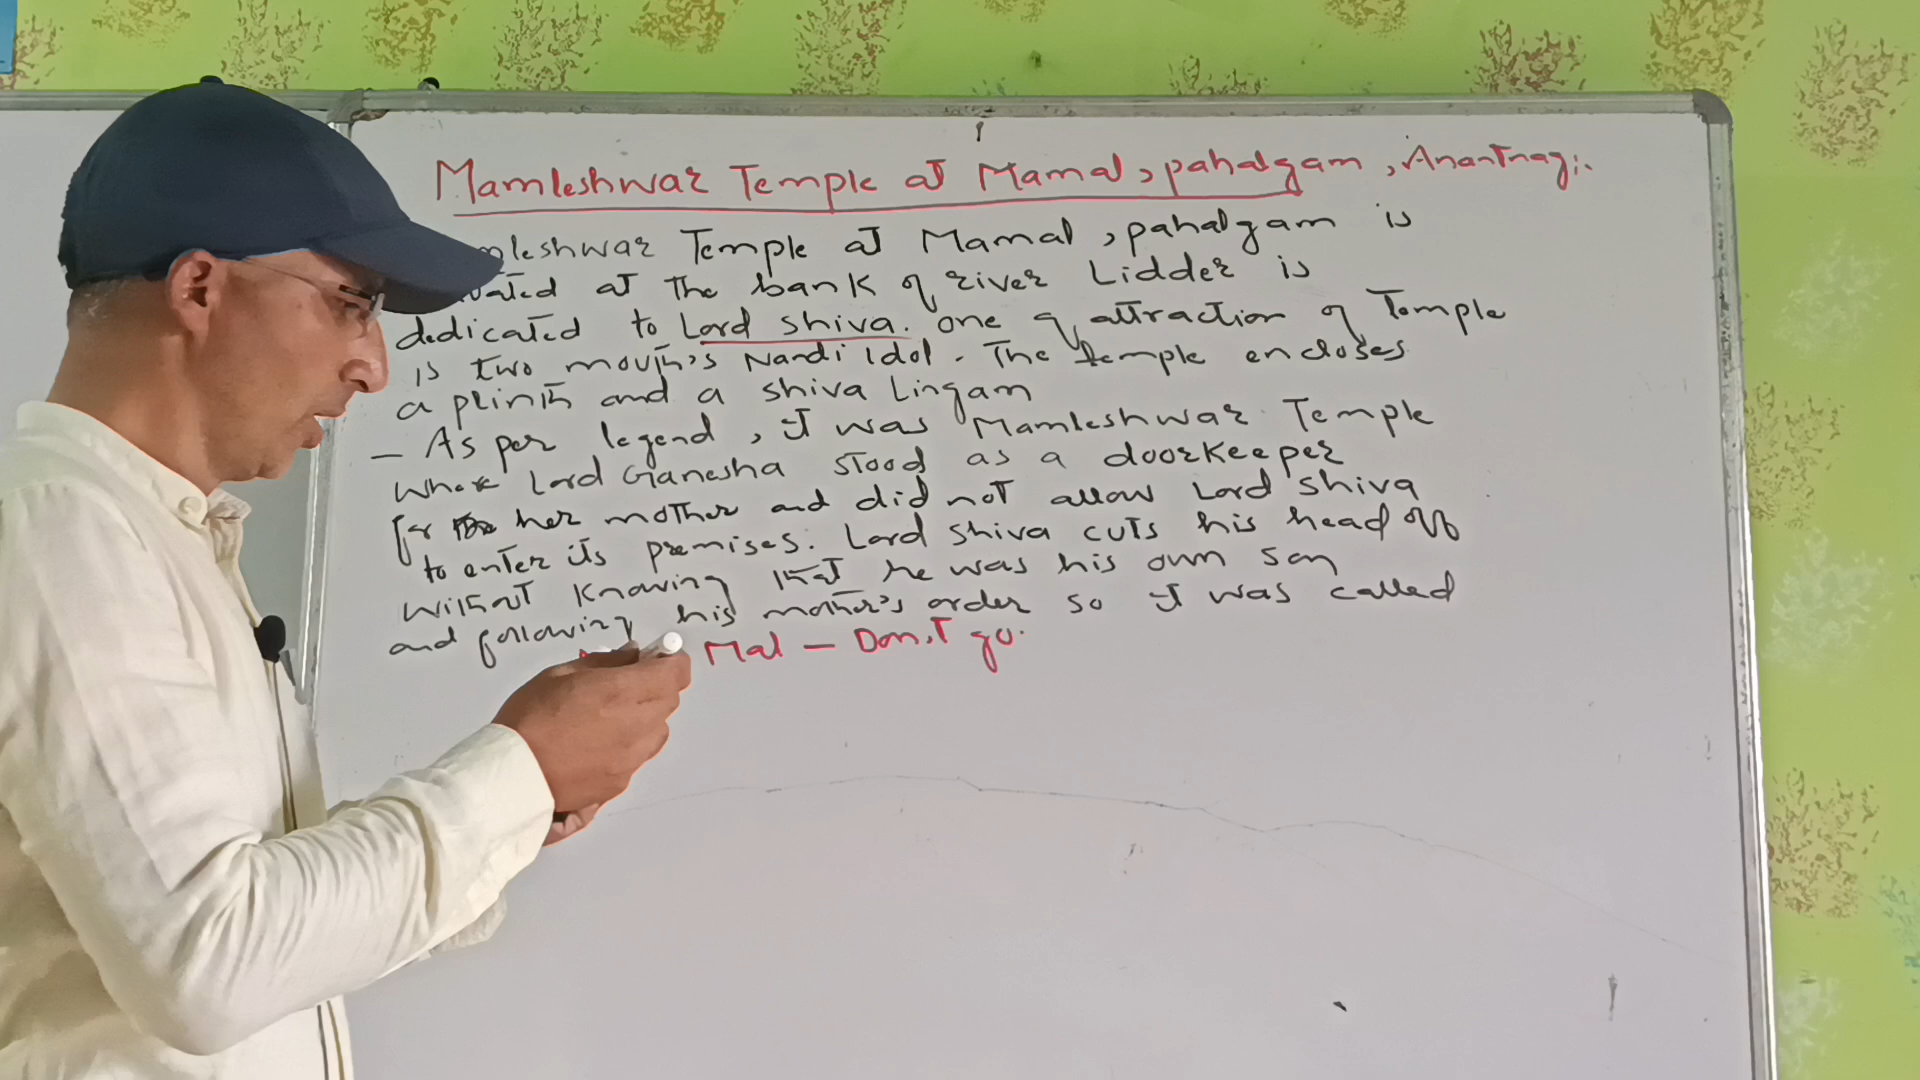 Mamleshwar Temple at Mamal, pahalgam, Anantnag:.
mleshwar Temple at Mamal, pahalgam is
uated at the bank of river Lidder is
dedicated to Lord shiva. one of attraction of Temple
is two mouth's Nandi Idol. The temple encloses
a plinth and a shiva Lingam
- As per legend, it was Mamleshwar Temple
where Lord Ganesha stood as a doorkeeper
for her mother and did not allow Lord shiva
to enter its premises. Lord shiva cuts his head off
without knowing that he was his own son
and following his mother's order so it was called
Mal - Don,t go.